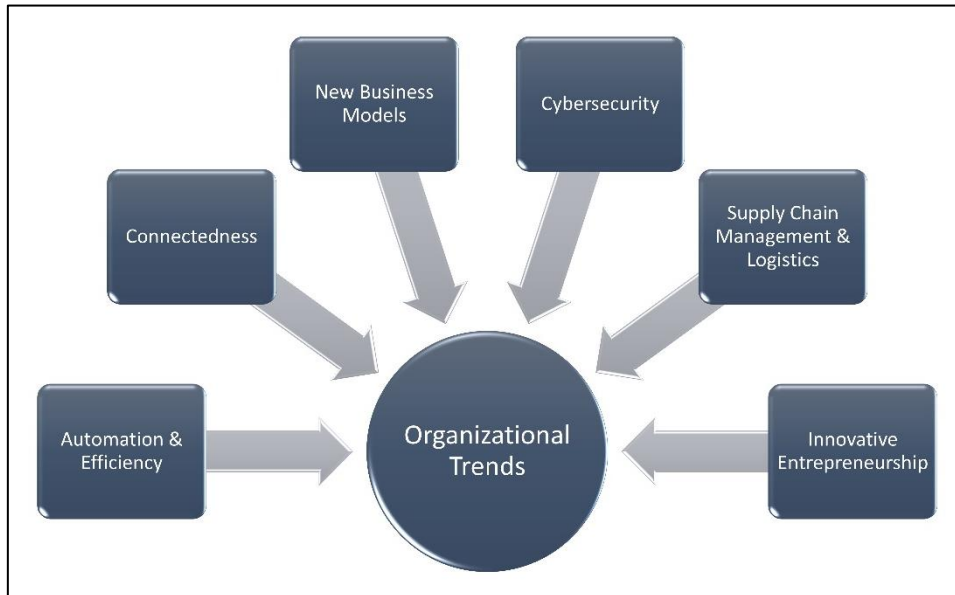 New Business
Models
Cybersecurity
Connectedness
Supply Chain
Management &
Logistics
Automation &
Efficiency
Organizational
Trends
Innovative
Entrepreneurship